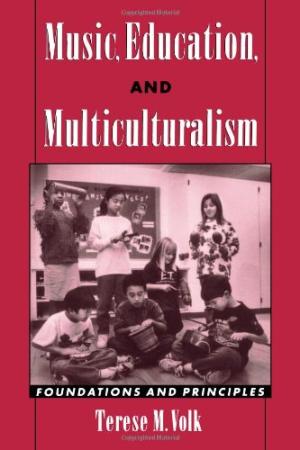 Music, Education,
AND
Multiculturalism
FOUNDATIONS AND PRINCIPLES
Terese M. Volk